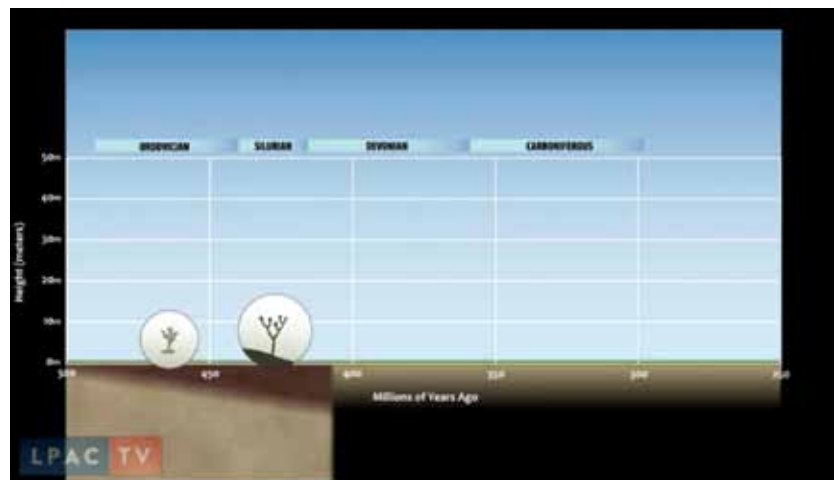 ORDOVICIAN SILURIAN DEVONIAN CARBONIFEROUS
50m
40m
30m
20m
10m
0m
Height (meters)
500 450 400 350 300 250
Millions of Years Ago
LPAC TV